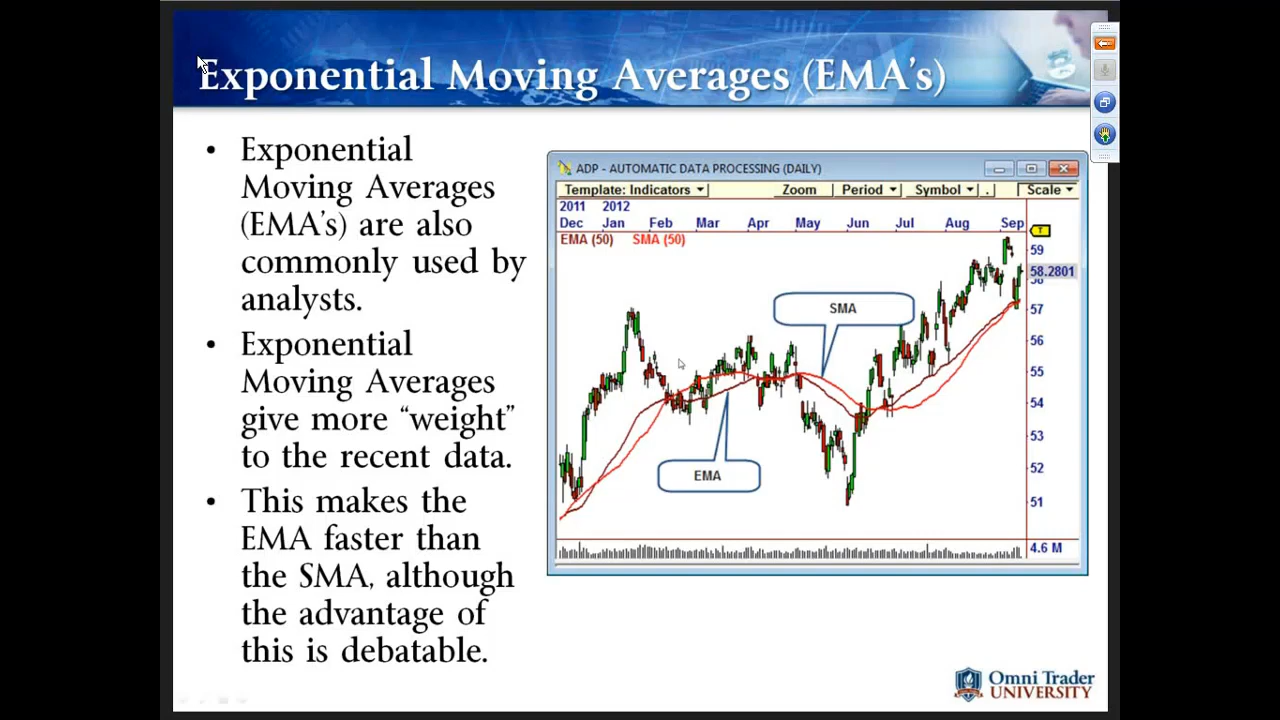 Exponential Moving Averages (EMA's)
• Exponential
Moving Averages
(EMA's) are also
commonly used by
analysts.
• Exponential
Moving Averages
give more “weight”
to the recent data.
• This makes the
EMA faster than
the SMA, although
the advantage of
this is debatable.
ADP - AUTOMATIC DATA PROCESSING (DAILY)
Template: Indicators Zoom Period Symbol . Scale
2011 2012
Dec Jan Feb Mar Apr May Jun Jul Aug Sep
EMA (50) SMA (50)
T
59
58.2801
58
57
56
55
54
53
52
51
4.6 M
SMA
EMA
Omni Trader
UNIVERSITY